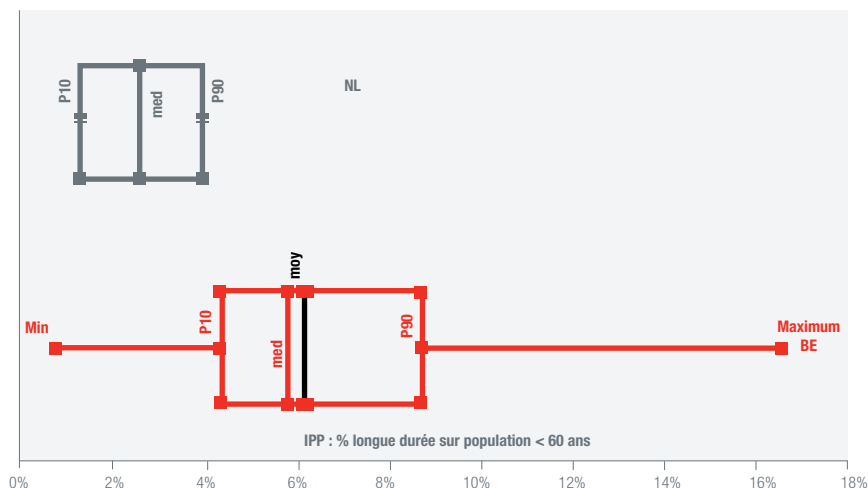 P10
med
P90
NL
moy
Min
P10
med
P90
Maximum
BE
IPP : % longue durée sur population < 60 ans
0% 2% 4% 6% 8% 10% 12% 14% 16% 18%